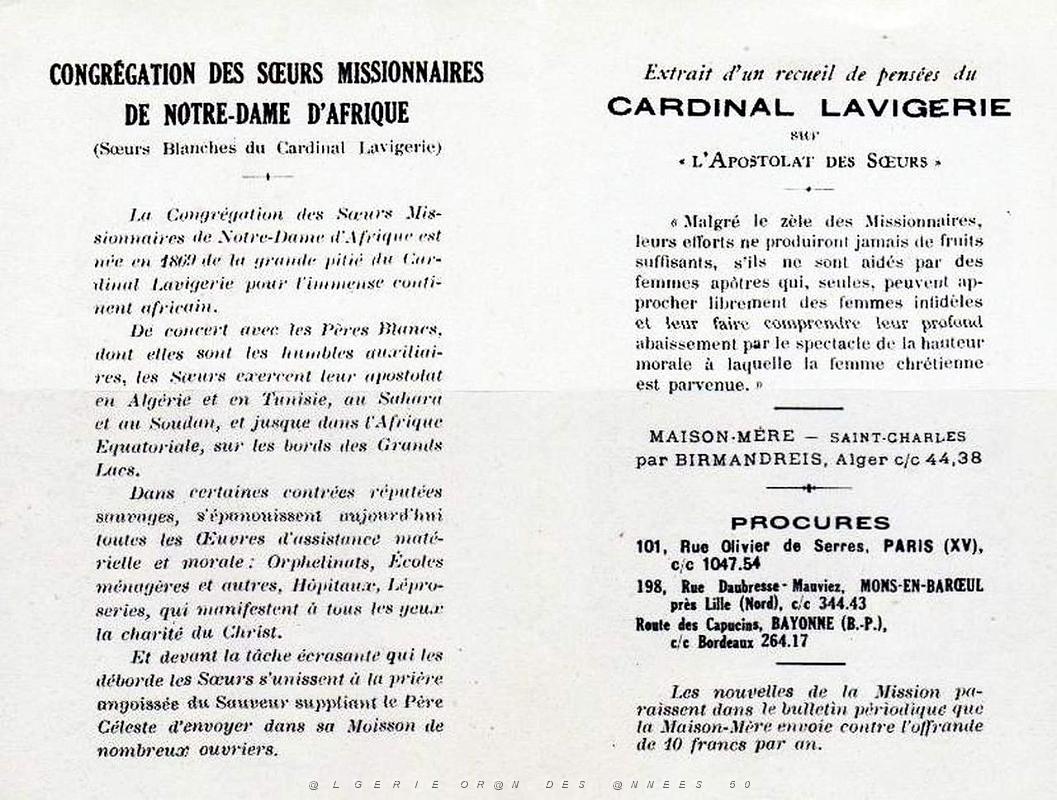 CONGRÉGATION DES SŒURS MISSIONNAIRES
DE NOTRE-DAME D'AFRIQUE
(Sœurs Blanches du Cardinal Lavigerie)
La Congrégation des Sœurs Mis-
sionnaires de Notre-Dame d'Afrique est
née en 1869 de la grande pitié du Car-
dinal Lavigerie pour l'immense conti-
nent africain.
De concert avec les Pères Blancs,
dont elles sont les humbles auxiliai-
res, les Sœurs exercent leur apostolat
en Algérie et en Tunisie, au Sahara
et au Soudan, et jusque dans l'Afrique
Equatoriale, sur les bords des Grands
Lacs.
Dans certaines contrées réputées
sauvages, s'épanouissent aujourd'hui
toutes les Œuvres d'assistance maté-
rielle et morale : Orphelinats, Écoles
ménagères et autres, Hôpitaux, Lépro-
series, qui manifestent à tous les yeux
la charité du Christ.
Et devant la tâche écrasante qui les
déborde les Sœurs s'unissent à la prière
angoissée du Sauveur suppliant le Père
Céleste d'envoyer dans sa Moisson de
nombreux ouvriers.
Extrait d'un recueil de pensées du
CARDINAL LAVIGERIE
sur
« L'APOSTOLAT DES SŒURS »
« Malgré le zèle des Missionnaires,
leurs efforts ne produiront jamais de fruits
suffisants, s'ils ne sont aidés par des
femmes apôtres qui, seules, peuvent ap-
procher librement des femmes infidèles
et leur faire comprendre leur profond
abaissement par le spectacle de la hauteur
morale à laquelle la femme chrétienne
est parvenue. »
MAISON-MÈRE — SAINT-CHARLES
par BIRMANDREIS, Alger c/c 44,38
PROCURES
101, Rue Olivier de Serres, PARIS (XV),
c/c 1047.54
198, Rue Daubresse-Mauviez, MONS-EN-BARŒUL
près Lille (Nord), c/c 344.43
Route des Capucins, BAYONNE (B.-P.),
c/c Bordeaux 264.17
Les nouvelles de la Mission pa-
raissent dans le bulletin périodique que
la Maison-Mère envoie contre l'offrande
de 10 francs par an.
@LGERIE OR@N DES @NNEES 50